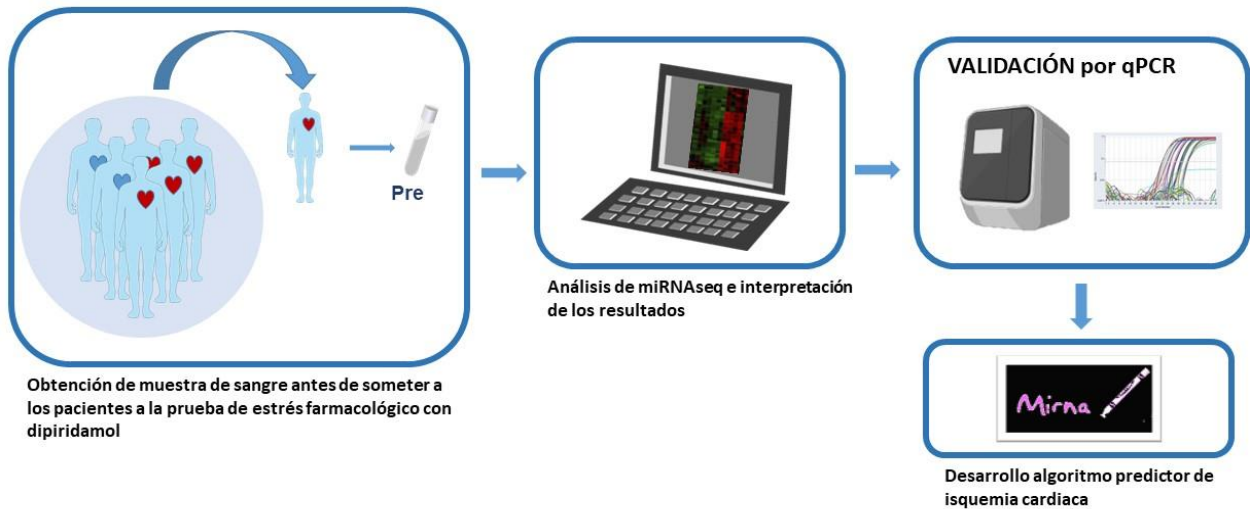 Pre
Obtención de muestra de sangre antes de someter a
los pacientes a la prueba de estrés farmacológico con
dipiridamol
Análisis de miRNAseq e interpretación
de los resultados
VALIDACIÓN por qPCR
Mirna
Desarrollo algoritmo predictor de
isquemia cardiaca